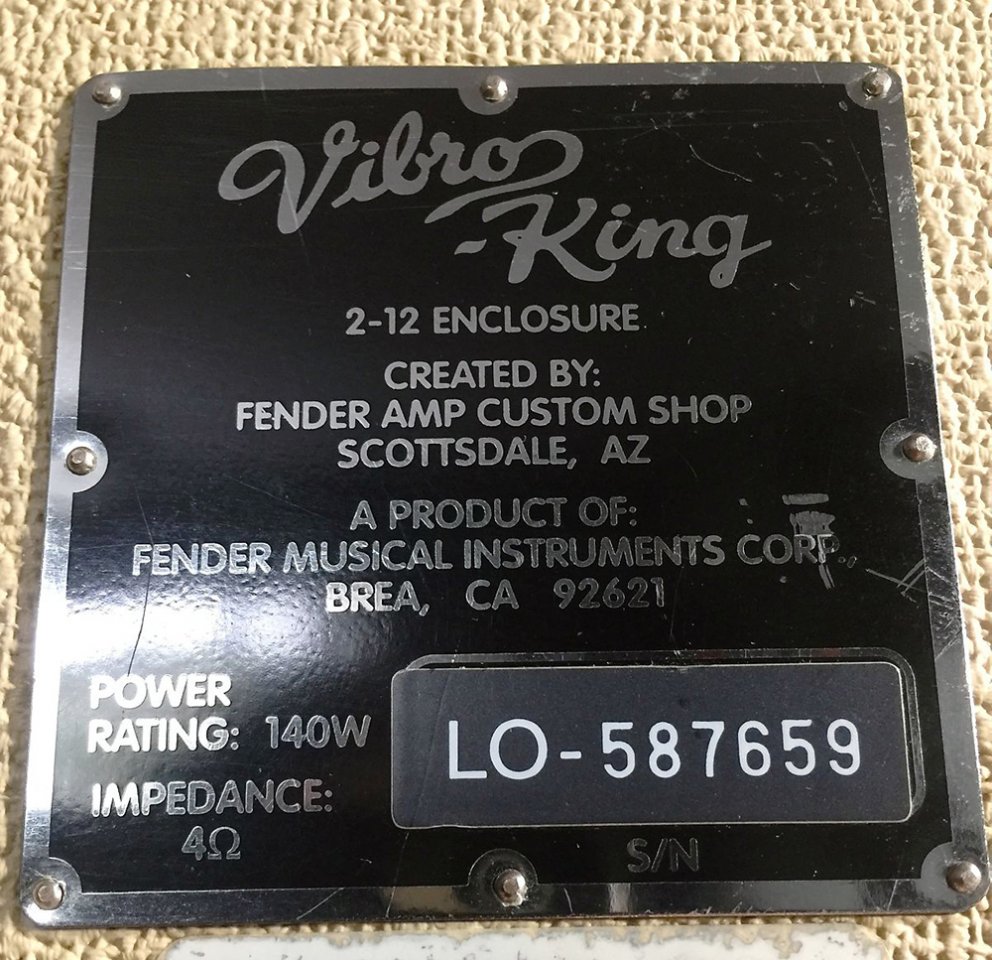 Vibro
-King
2-12 ENCLOSURE
CREATED BY:
FENDER AMP CUSTOM SHOP
SCOTTSDALE, AZ
A PRODUCT OF:
FENDER MUSICAL INSTRUMENTS CORP.,
BREA, CA 92621
POWER
RATING: 140W
IMPEDANCE:
4Ω
LO-587659
S/N